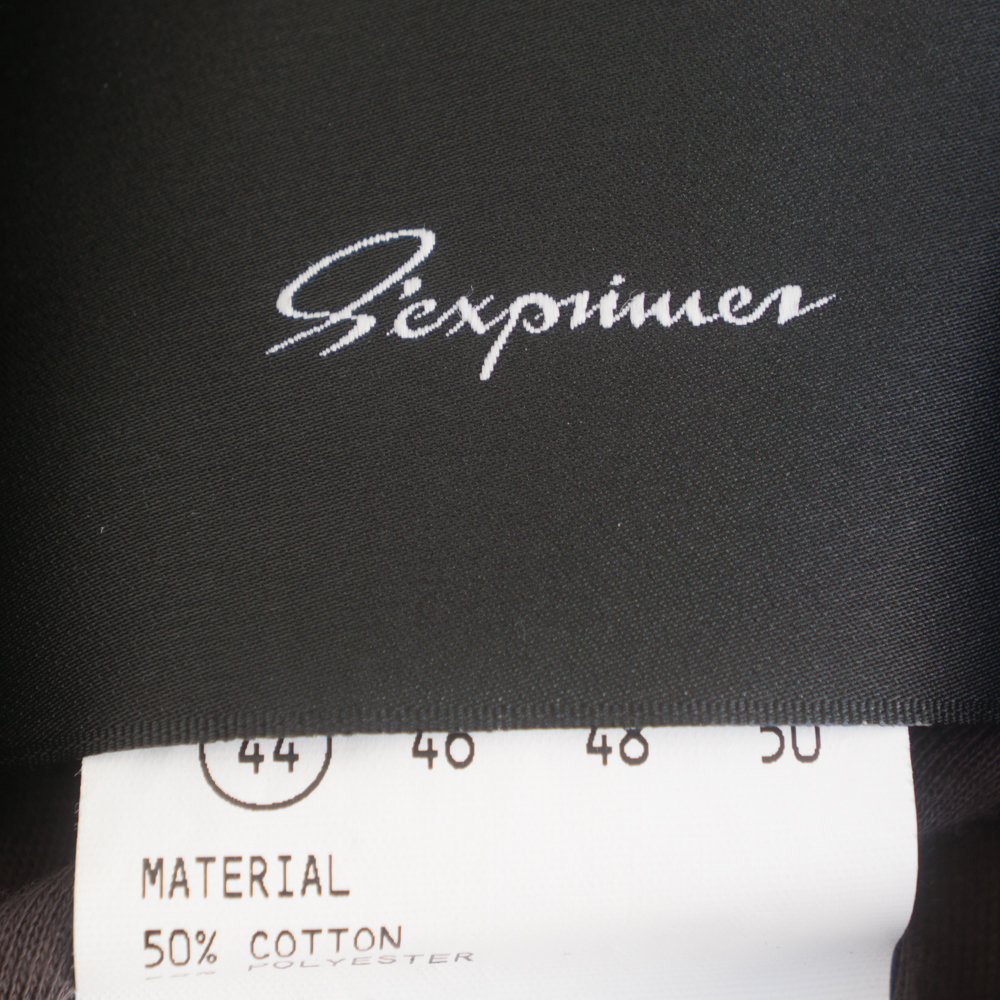 S'exprimer
44 46 48 50
MATERIAL
50% COTTON
POLYESTER